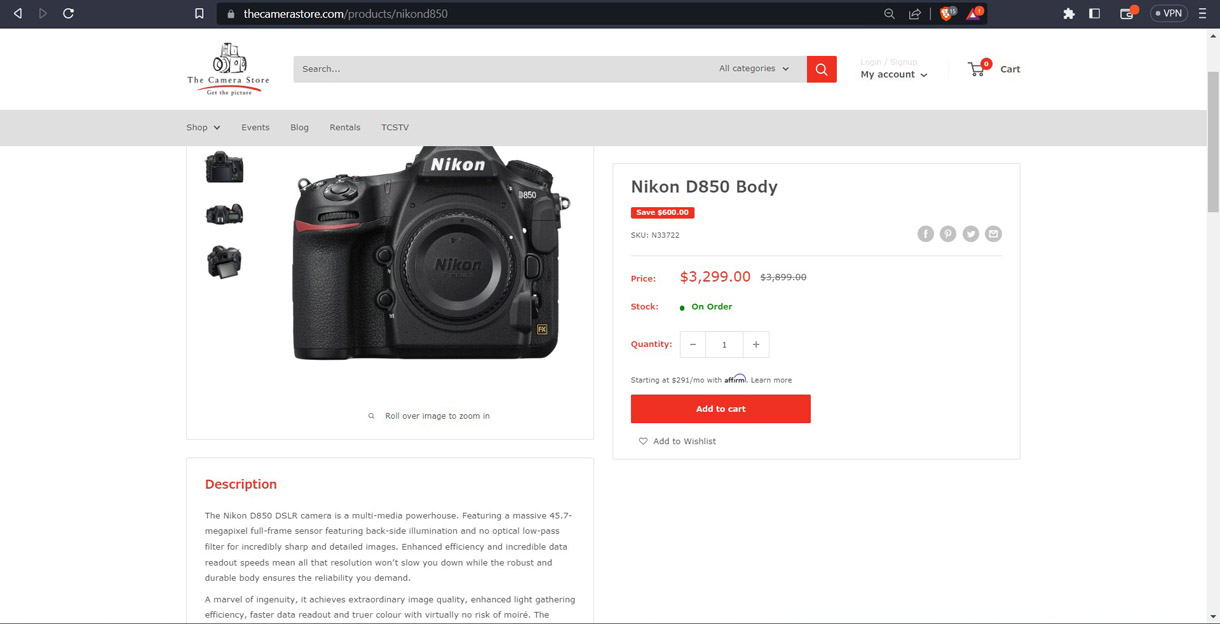 thecamerastore.com/products/nikond850
15
1
VPN
The Camera Store
Get the picture
Search...
All categories
Login / Signup
My account
0
Cart
Shop
Events
Blog
Rentals
TCSTV
Nikon
D850
Nikon
FX
Roll over image to zoom in
Nikon D850 Body
Save $600.00
SKU: N33722
Price: $3,299.00 $3,899.00
Stock: On Order
Quantity: − 1 +
Starting at $291/mo with affirm. Learn more
Add to cart
Add to Wishlist
Description
The Nikon D850 DSLR camera is a multi-media powerhouse. Featuring a massive 45.7-
megapixel full-frame sensor featuring back-side illumination and no optical low-pass
filter for incredibly sharp and detailed images. Enhanced efficiency and incredible data
readout speeds mean all that resolution won't slow you down while the robust and
durable body ensures the reliability you demand.
A marvel of ingenuity, it achieves extraordinary image quality, enhanced light gathering
efficiency, faster data readout and truer colour with virtually no risk of moiré. The